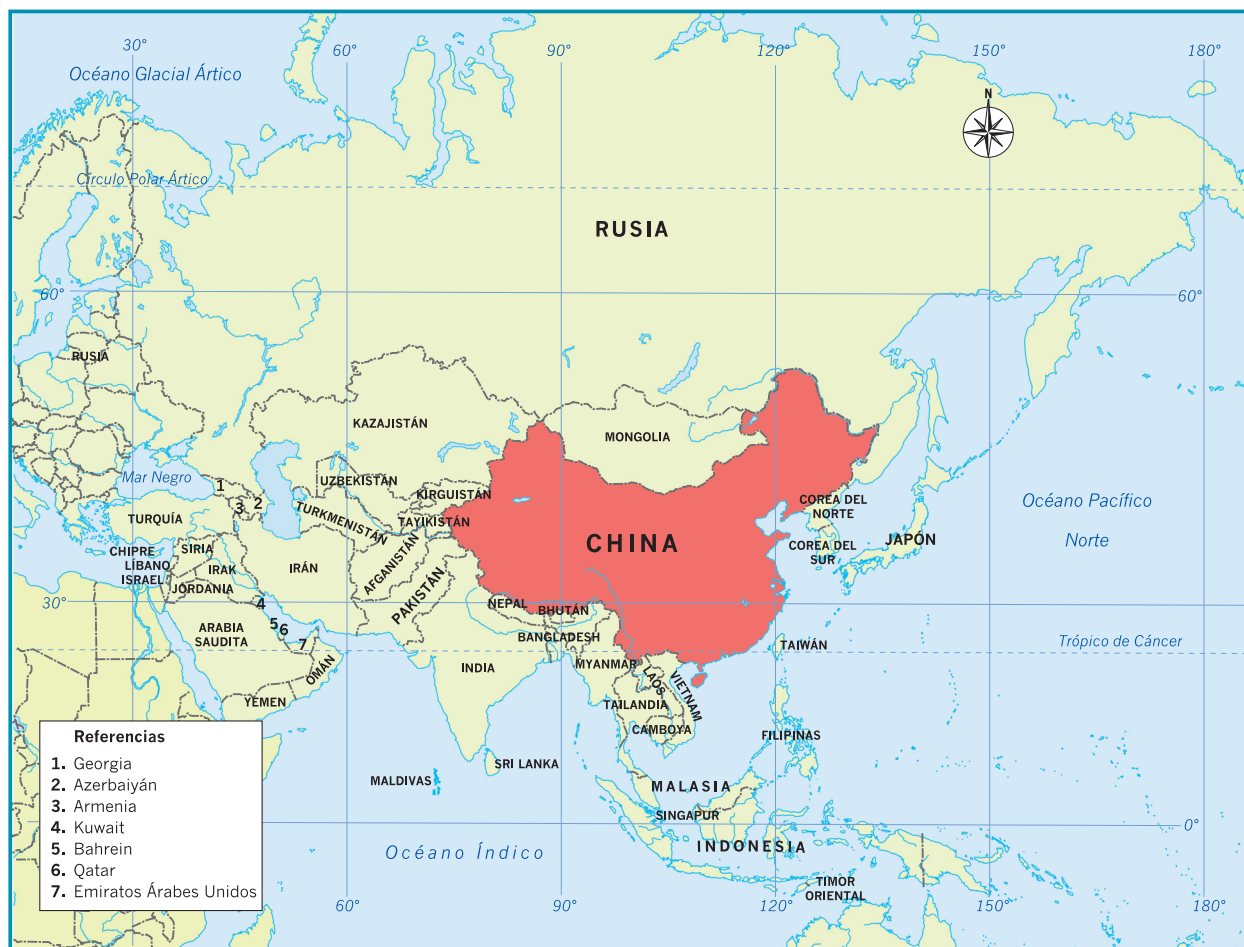 30°
60°
90°
120°
150°
180°
Océano Glacial Ártico
N
Círculo Polar Ártico
RUSIA
60°
60°
RUSIA
KAZAJISTÁN
MONGOLIA
Mar Negro
1
2
3
UZBEKISTÁN
KIRGUISTÁN
TURKMENISTÁN
TAYIKISTÁN
COREA DEL
NORTE
Océano Pacífico
Norte
TURQUÍA
CHINA
COREA DEL
SUR
JAPÓN
CHIPRE
LÍBANO
ISRAEL
SIRIA
IRAK
JORDANIA
IRÁN
AFGANISTÁN
PAKISTÁN
30°
4
NEPAL
BHUTÁN
5
6
7
ARABIA
SAUDITA
BANGLADESH
TAIWÁN
Trópico de Cáncer
OMÁN
INDIA
MYANMAR
LAOS
VIETNAM
YEMEN
TAILANDIA
CAMBOYA
FILIPINAS
SRI LANKA
MALDIVAS
MALASIA
SINGAPUR
0°
INDONESIA
Océano Índico
TIMOR
ORIENTAL
Referencias
1. Georgia
2. Azerbaiyán
3. Armenia
4. Kuwait
5. Bahrein
6. Qatar
7. Emiratos Árabes Unidos
60°
90°
120°
150°
180°